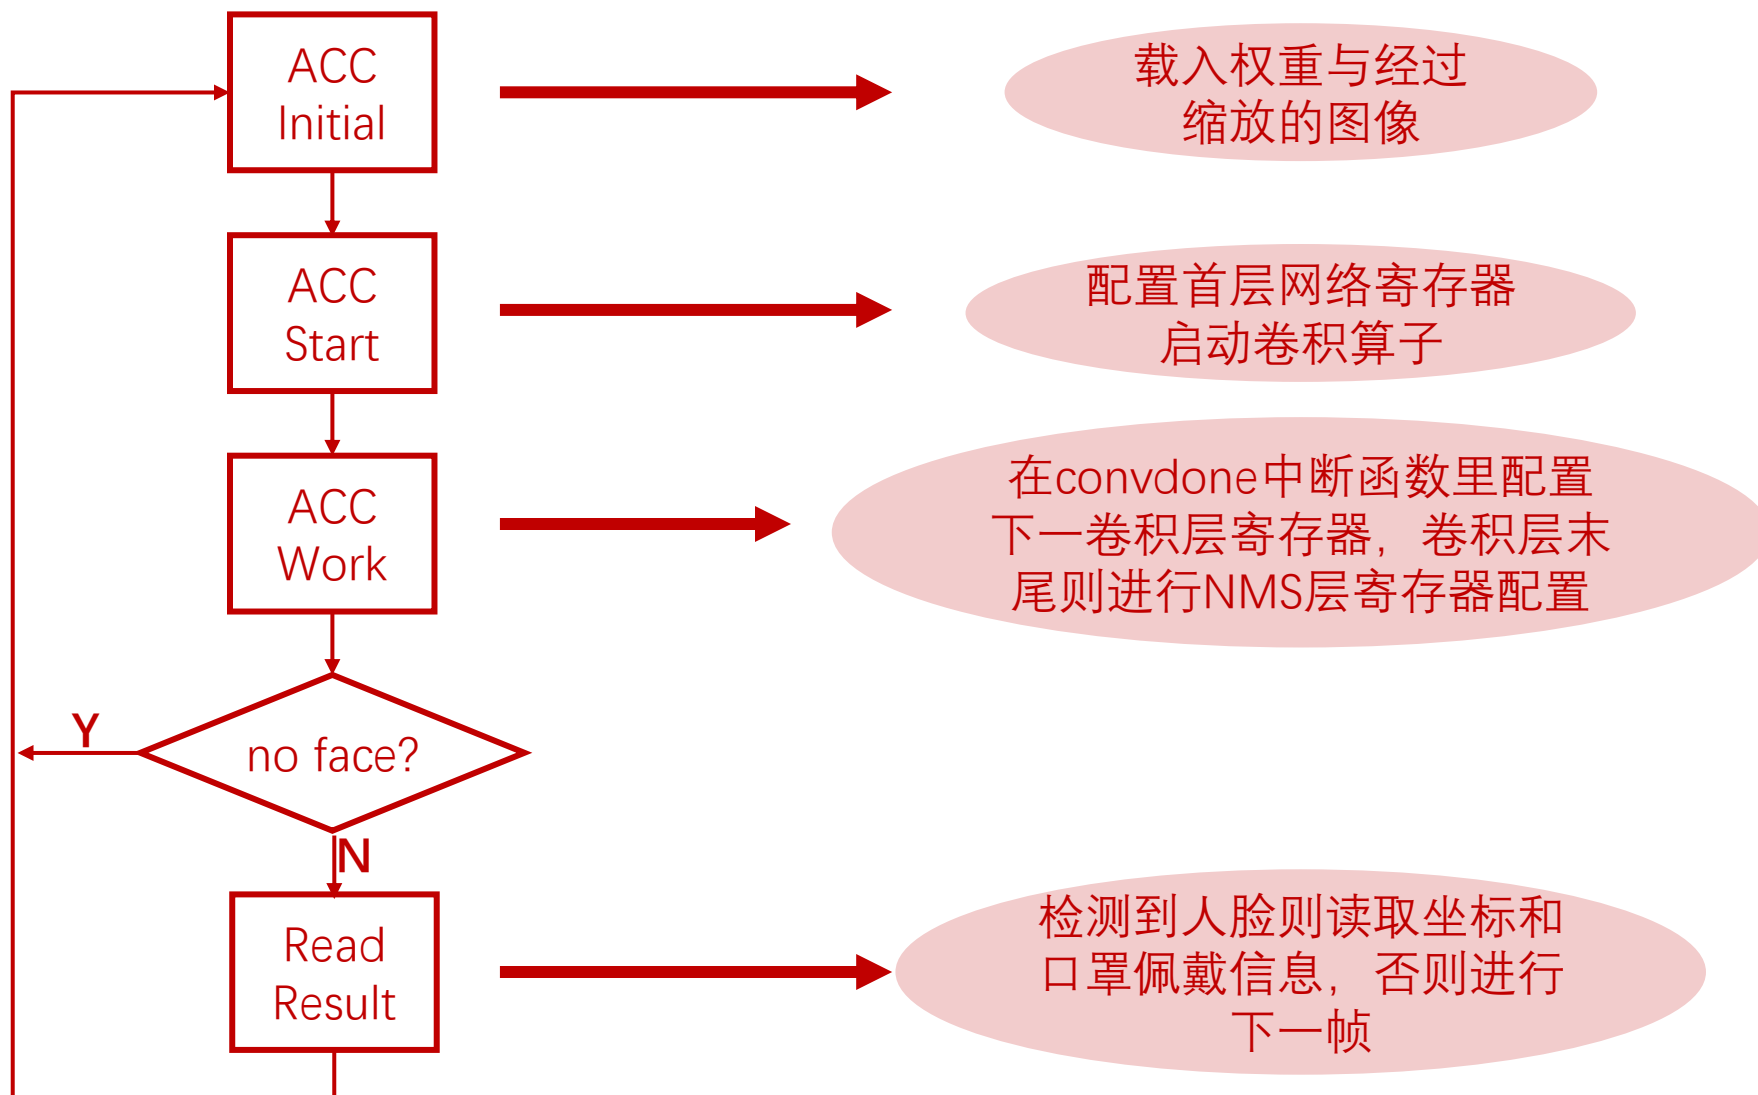 ACC
Initial
载入权重与经过
缩放的图像
ACC
Start
配置首层网络寄存器
启动卷积算子
ACC
Work
在convdone中断函数里配置
下一卷积层寄存器，卷积层末
尾则进行NMS层寄存器配置
Y
no face?
N
Read
Result
检测到人脸则读取坐标和
口罩佩戴信息，否则进行
下一帧